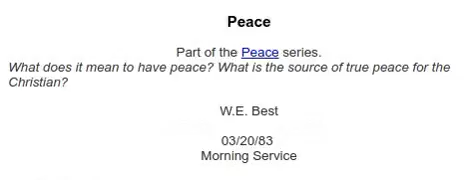 Peace
Part of the Peace series.
What does it mean to have peace? What is the source of true peace for the
Christian?
W.E. Best
03/20/83
Morning Service